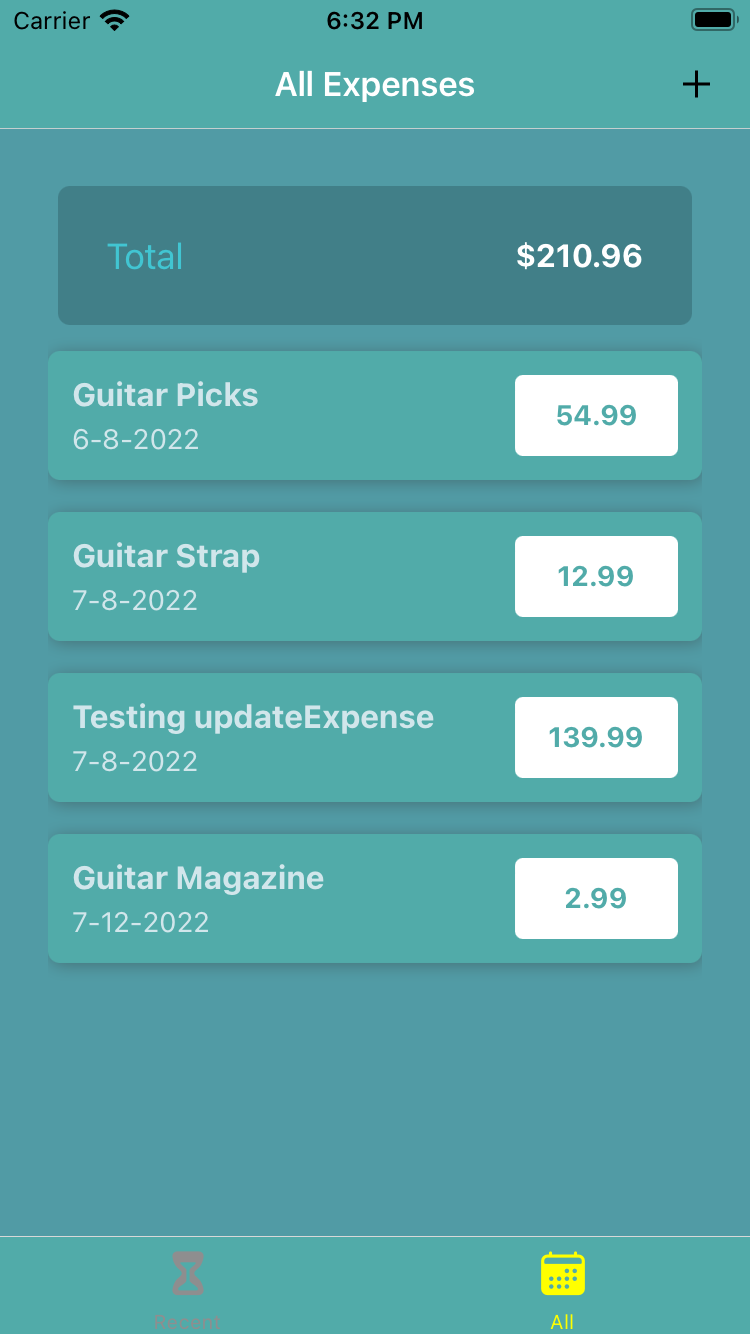 Carrier 6:32 PM
All Expenses
Total $210.96
Guitar Picks
54.99
6-8-2022
Guitar Strap
12.99
7-8-2022
Testing updateExpense
139.99
7-8-2022
Guitar Magazine
2.99
7-12-2022
Recent All